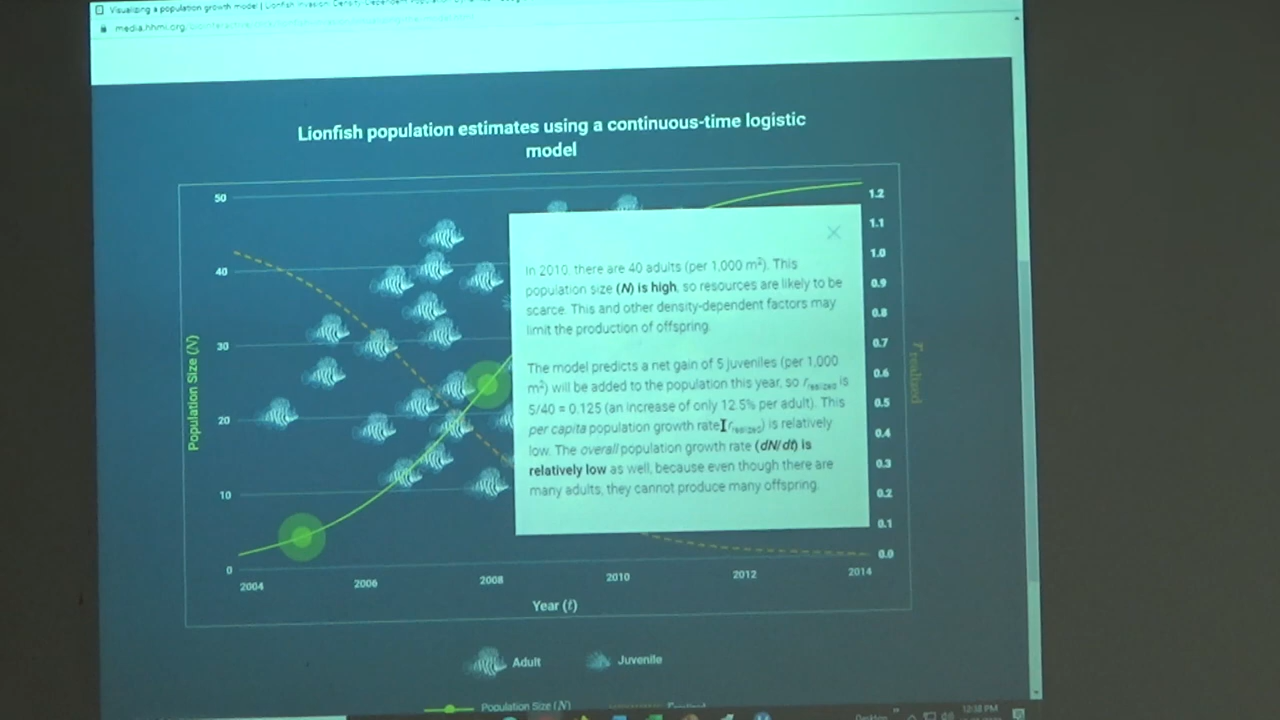 Visualizing a population growth model | Lionfish Invasion: Density-Dependent Population
media.hhmi.org
Lionfish population estimates using a continuous-time logistic
model
50
40
30
20
10
0
Population Size (N)
1.2
1.1
1.0
0.9
0.8
0.7
0.6
0.5
0.4
0.3
0.2
0.1
0.0
r realized
In 2010, there are 40 adults (per 1,000 m²). This
population size (N) is high, so resources are likely to be
scarce. This and other density-dependent factors may
limit the production of offspring.
The model predicts a net gain of 5 juveniles (per 1,000
m²) will be added to the population this year, so r realized is
5/40 = 0.125 (an increase of only 12.5% per adult). This
per capita population growth rate (r realized) is relatively
low. The overall population growth rate (dN/dt) is
relatively low as well, because even though there are
many adults, they cannot produce many offspring.
2004 2006 2008 2010 2012 2014
Year (t)
Adult Juvenile
Population Size (N)
Desktop 12:38 PM